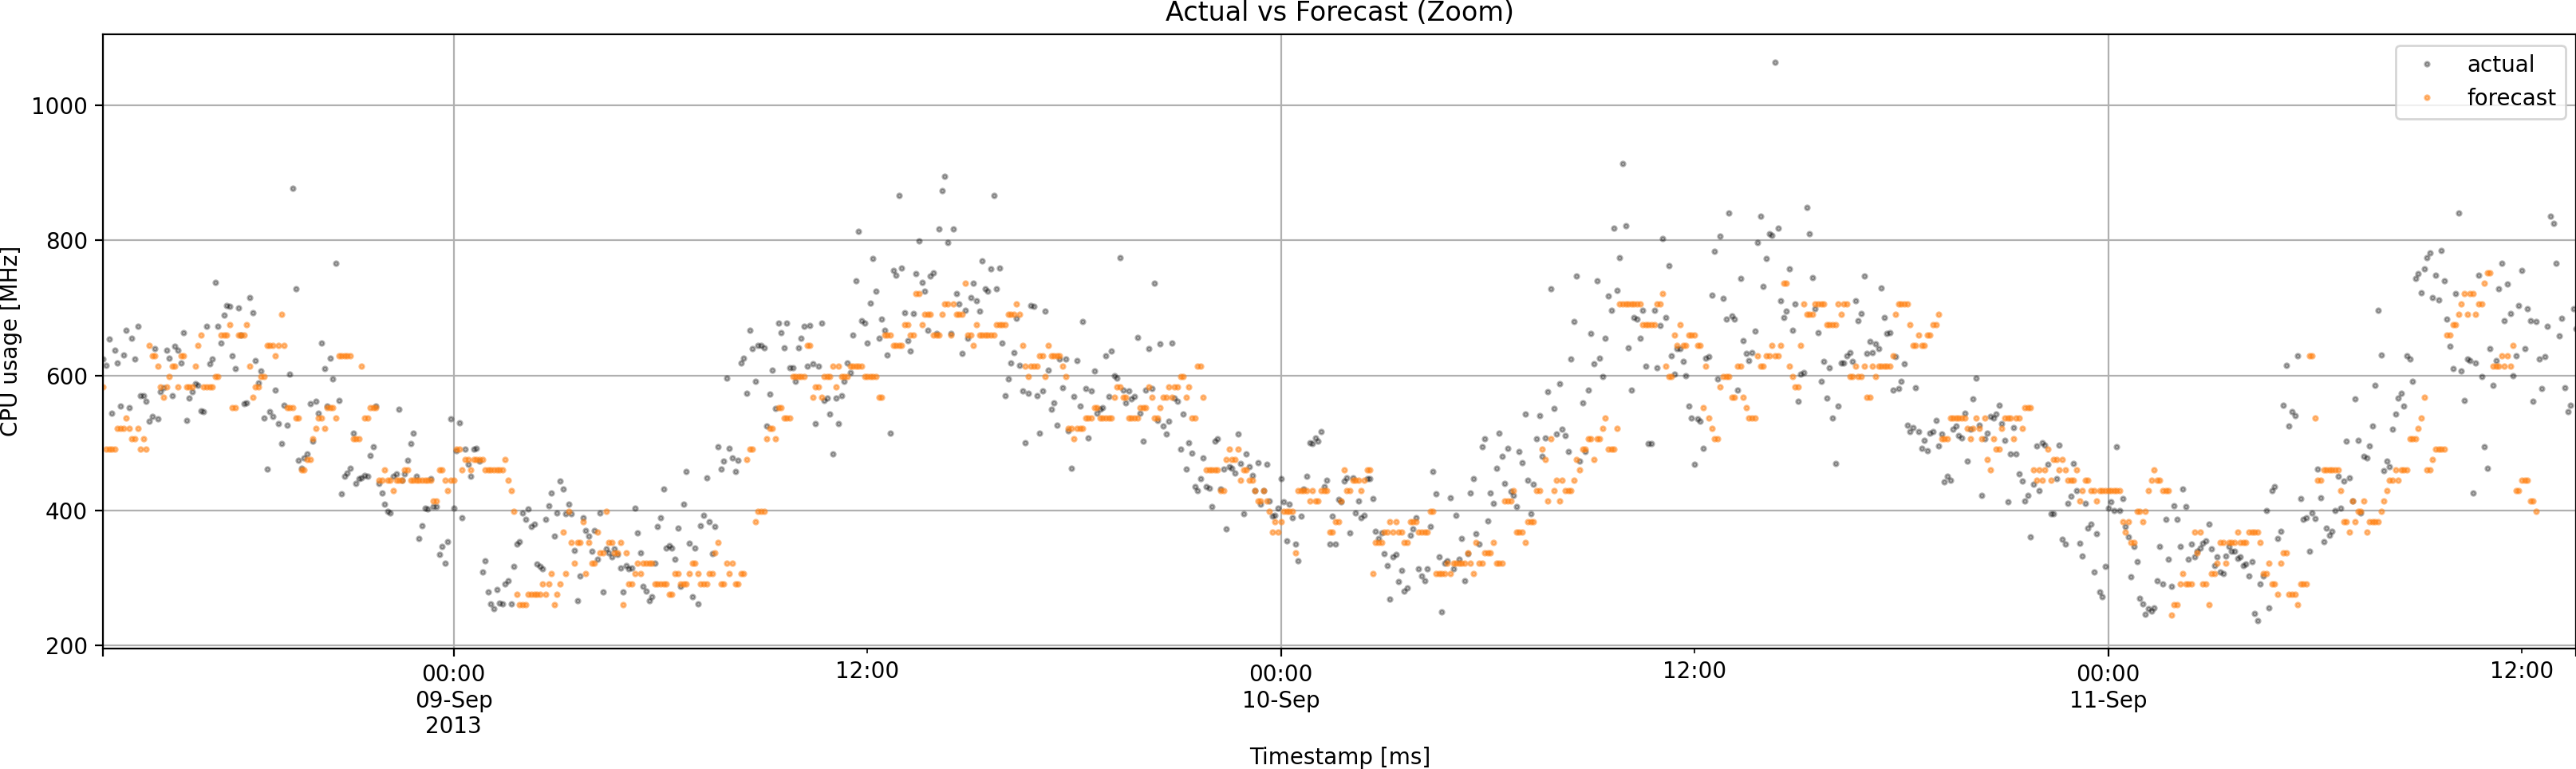 Actual vs Forecast (Zoom)
actual
forecast
CPU usage [MHz]
1000
800
600
400
200
00:00
09-Sep
2013
12:00
00:00
10-Sep
12:00
00:00
11-Sep
12:00
Timestamp [ms]